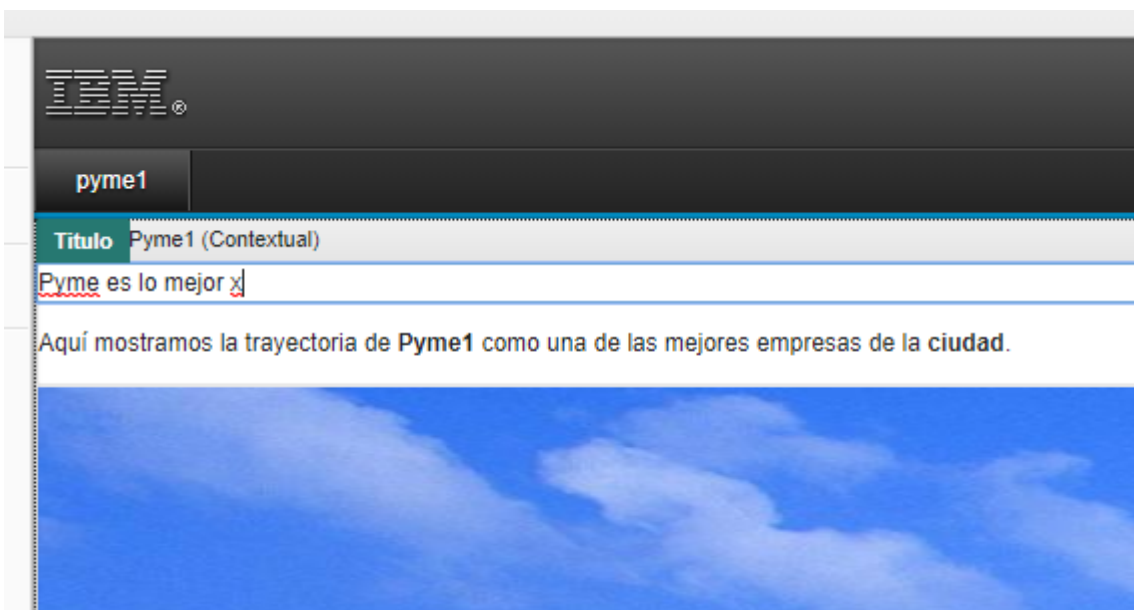 IBM®
pyme1
Titulo Pyme1 (Contextual)
Pyme es lo mejor x
Aquí mostramos la trayectoria de Pyme1 como una de las mejores empresas de la ciudad.